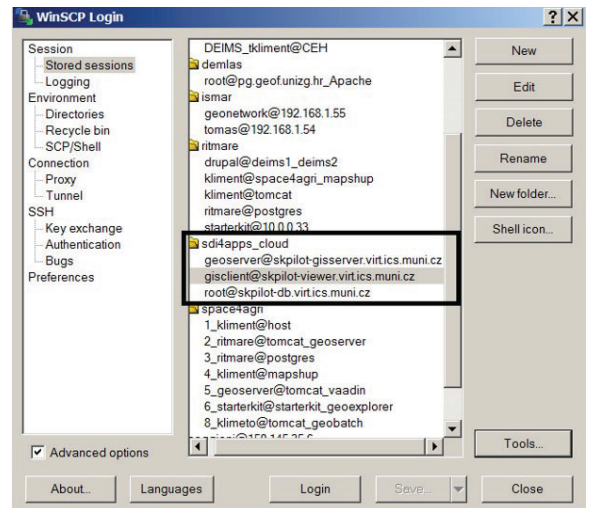 WinSCP Login
Session
Stored sessions
Logging
Environment
Directories
Recycle bin
SCP/Shell
Connection
Proxy
Tunnel
SSH
Key exchange
Authentication
Bugs
Preferences
Advanced options
DEIMS_tkliment@CEH
demlas
root@pg.geof.unizg.hr_Apache
ismar
geonetwork@192.168.1.55
tomas@192.168.1.54
ritmare
drupal@deims1_deims2
kliment@space4agri_mapshup
kliment@tomcat
ritmare@postgres
starterkit@10.0.0.33
sdi4apps_cloud
geoserver@skpilot-gisserver.virt.ics.muni.cz
gisclient@skpilot-viewer.virt.ics.muni.cz
root@skpilot-db.virt.ics.muni.cz
space4agri
1_kliment@host
2_ritmare@tomcat_geoserver
3_ritmare@postgres
4_kliment@mapshup
5_geoserver@tomcat_vaadin
6_starterkit@starterkit_geoexplorer
8_klimeto@tomcat_geobatch
New
Edit
Delete
Rename
New folder...
Shell icon...
Tools...
About...
Languages
Login
Save...
Close